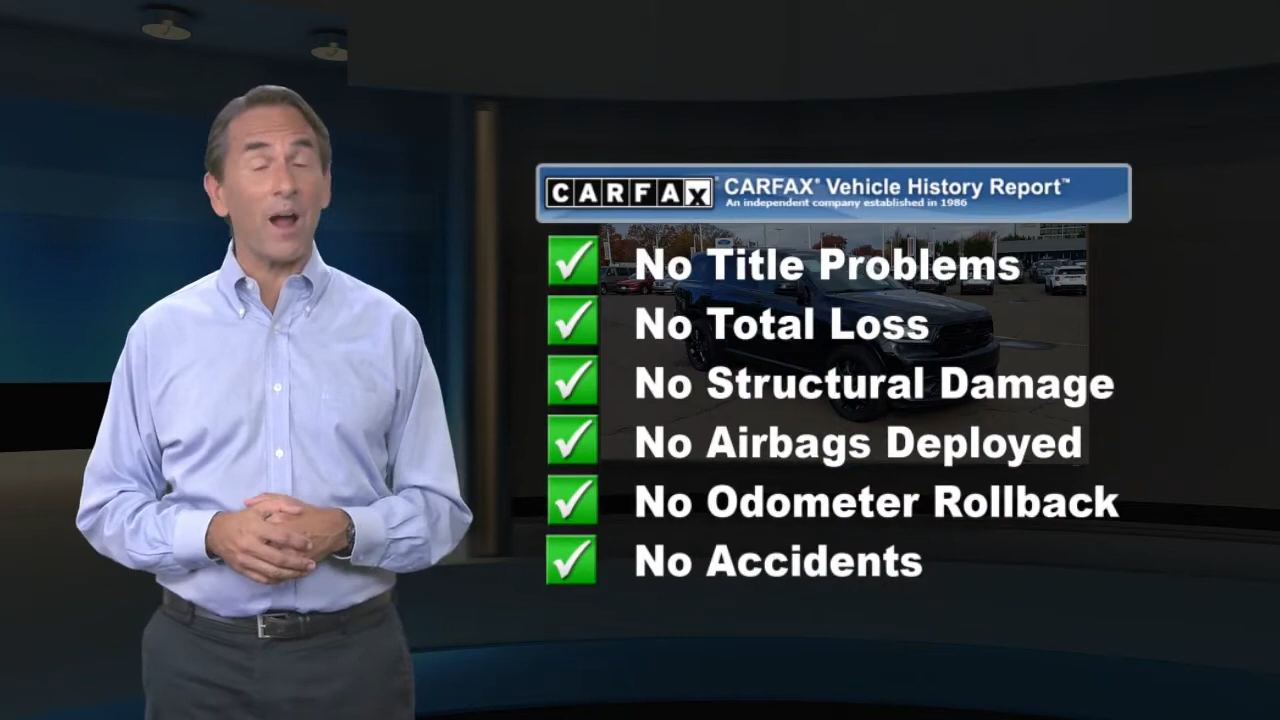 CARFAX® CARFAX® Vehicle History Report™
An independent company established in 1986
No Title Problems
No Total Loss
No Structural Damage
No Airbags Deployed
No Odometer Rollback
No Accidents